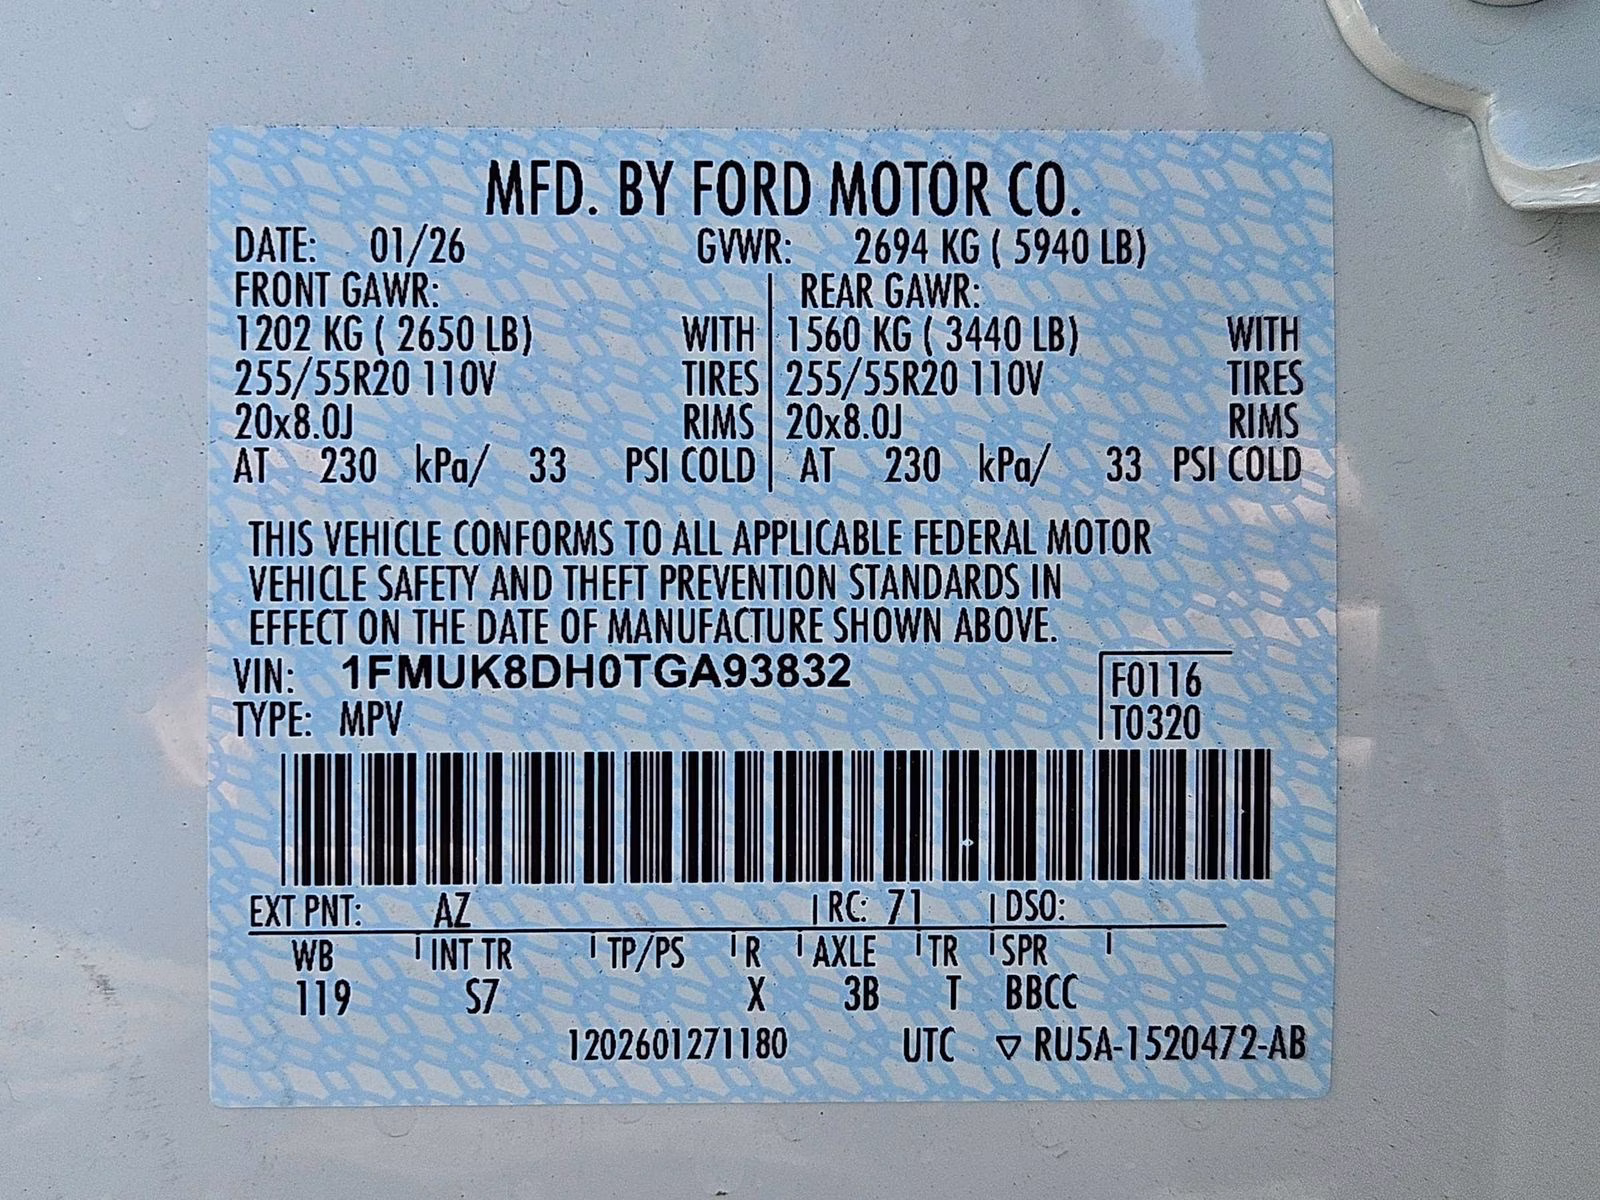 MFD. BY FORD MOTOR CO.
DATE: 01/26 GVWR: 2694 KG ( 5940 LB)
FRONT GAWR: REAR GAWR:
1202 KG ( 2650 LB) WITH 1560 KG ( 3440 LB) WITH
255/55R20 110V TIRES 255/55R20 110V TIRES
20x8.0J RIMS 20x8.0J RIMS
AT 230 kPa/ 33 PSI COLD AT 230 kPa/ 33 PSI COLD
THIS VEHICLE CONFORMS TO ALL APPLICABLE FEDERAL MOTOR
VEHICLE SAFETY AND THEFT PREVENTION STANDARDS IN
EFFECT ON THE DATE OF MANUFACTURE SHOWN ABOVE.
VIN: 1FMUK8DH0TGA93832 F0116
TYPE: MPV T0320
EXT PNT: AZ RC: 71 DSO:
WB INT TR TP/PS R AXLE TR SPR
119 S7 X 3B T BBCC
1202601271180 UTC ▽ RU5A-1520472-AB